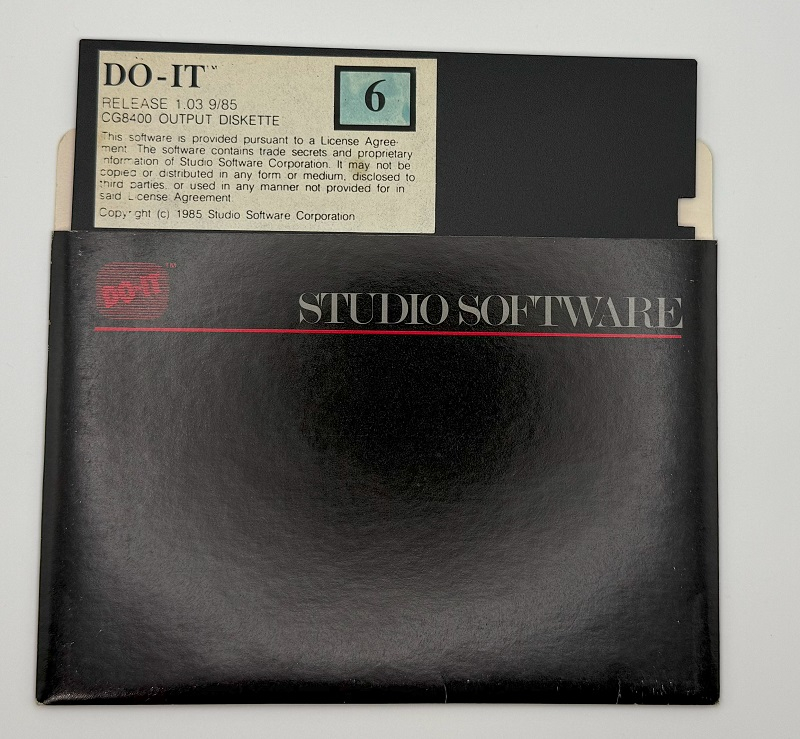 DO-IT™
6
RELEASE 1.03 9/85
CG8400 OUTPUT DISKETTE
This software is provided pursuant to a License Agree-
ment. The software contains trade secrets and proprietary
information of Studio Software Corporation. It may not be
copied or distributed in any form or medium, disclosed to
third parties, or used in any manner not provided for in
said License Agreement.
Copyright (c) 1985 Studio Software Corporation
DO-IT™
STUDIO SOFTWARE